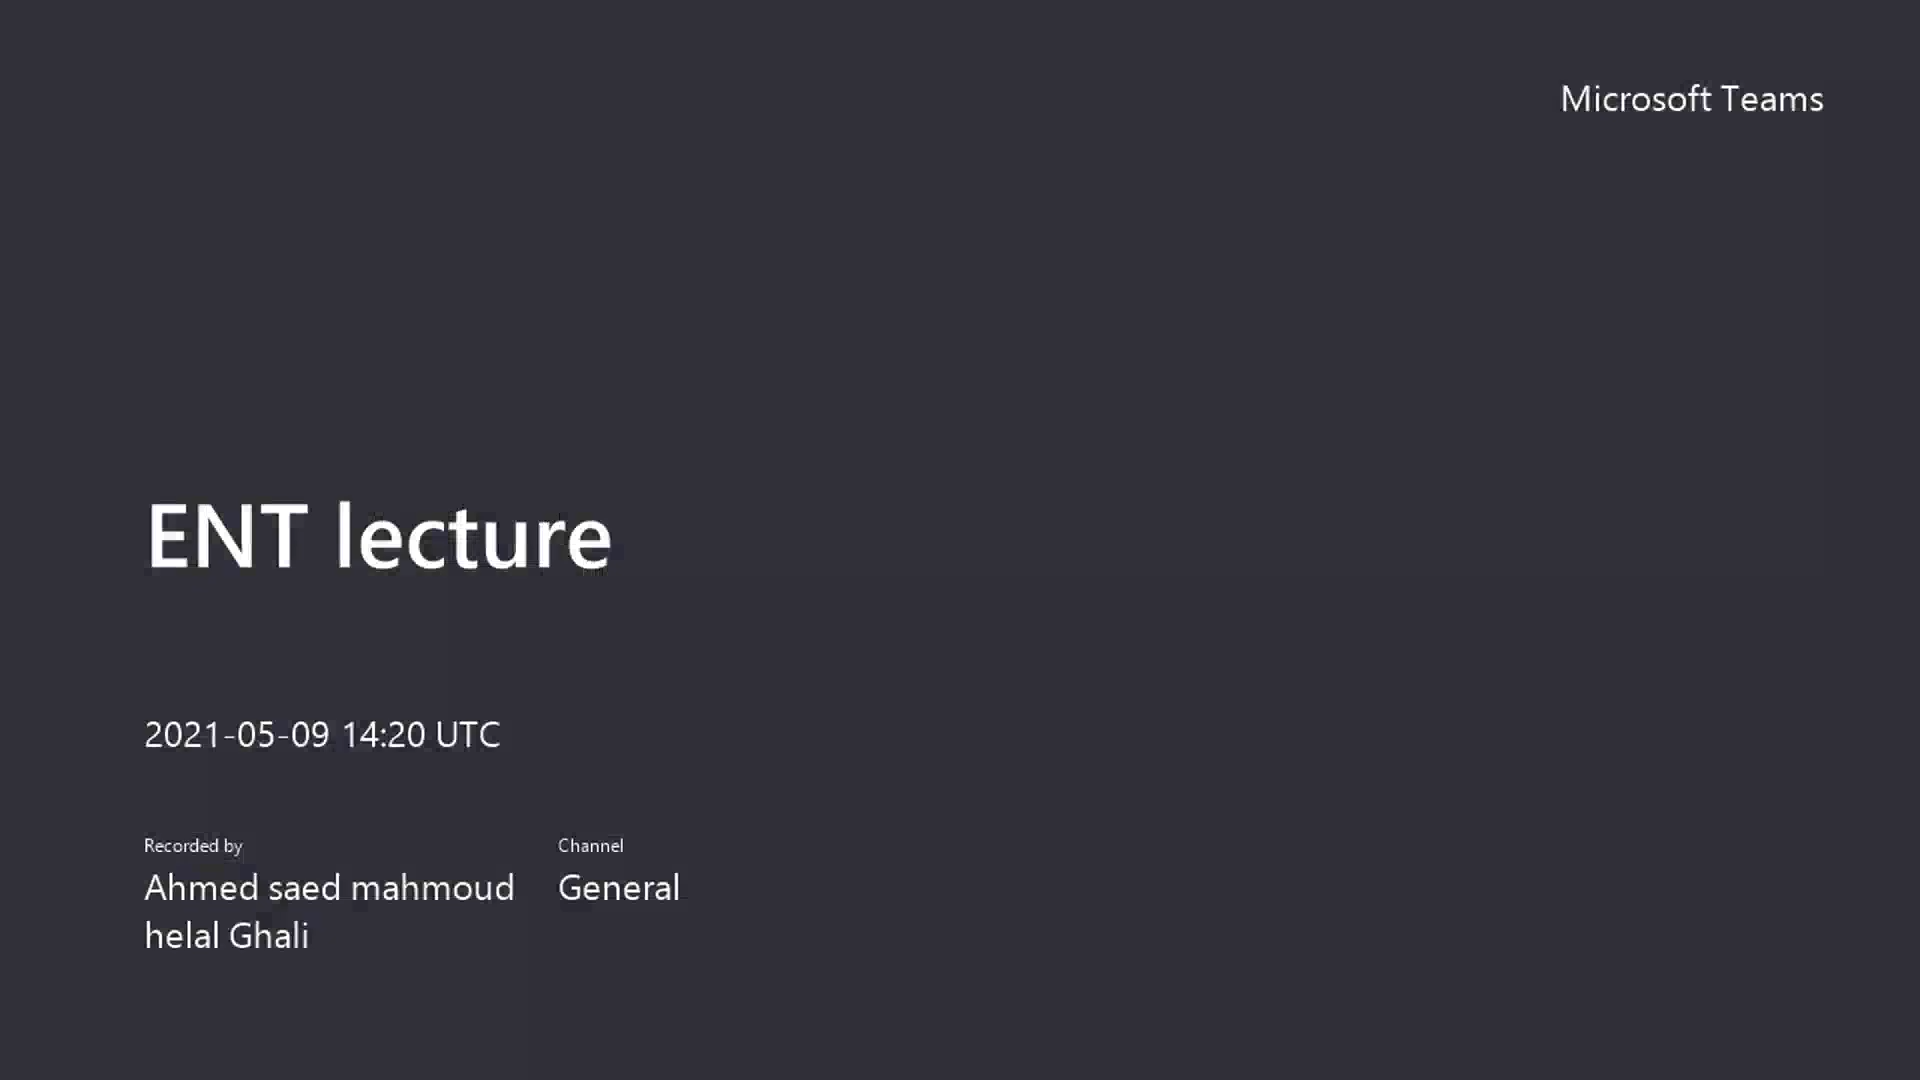 Microsoft Teams
ENT lecture
2021-05-09 14:20 UTC
Recorded by
Ahmed saed mahmoud
helal Ghali
Channel
General